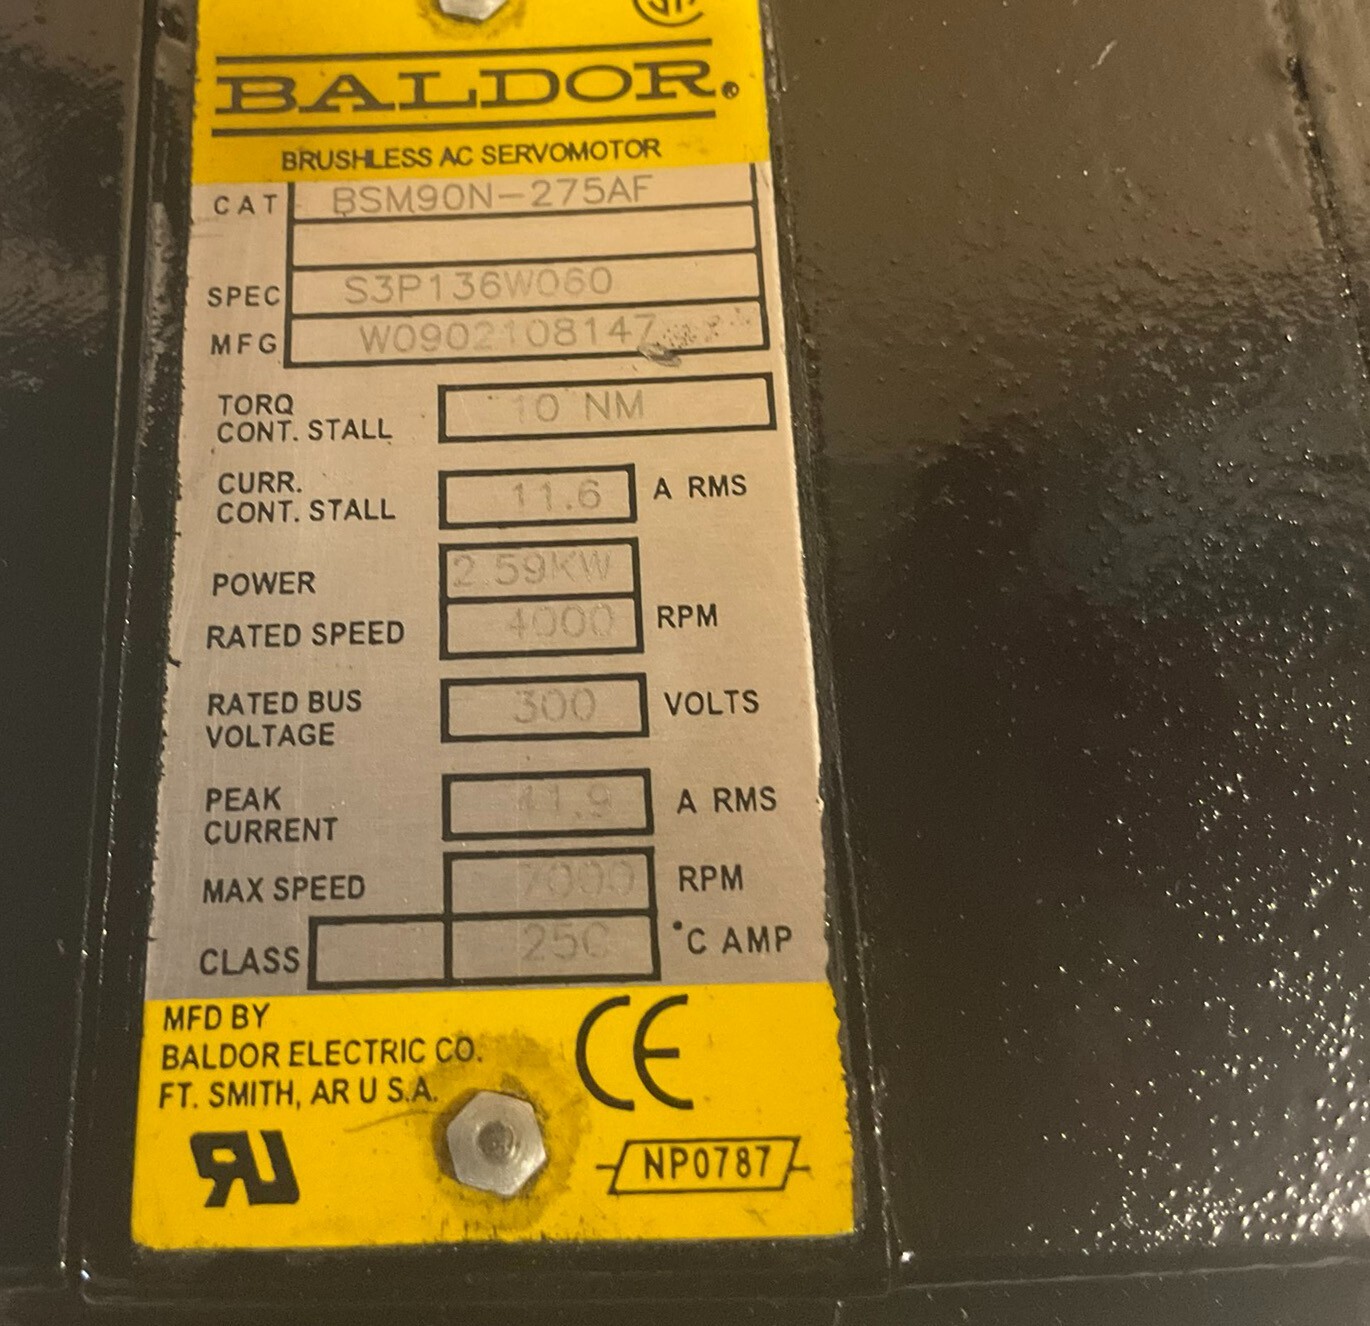 BALDOR®
BRUSHLESS AC SERVOMOTOR
CAT BSM90N-275AF
SPEC S3P136W060
MFG W0902108147
TORQ
CONT. STALL 10 NM
CURR.
CONT. STALL 11.6 A RMS
POWER 2.59KW
RATED SPEED 4000 RPM
RATED BUS
VOLTAGE 300 VOLTS
PEAK
CURRENT 41.9 A RMS
MAX SPEED 7000 RPM
CLASS 25C °C AMP
MFD BY
BALDOR ELECTRIC CO.
FT. SMITH, AR U S.A.
CE
RU
NP0787